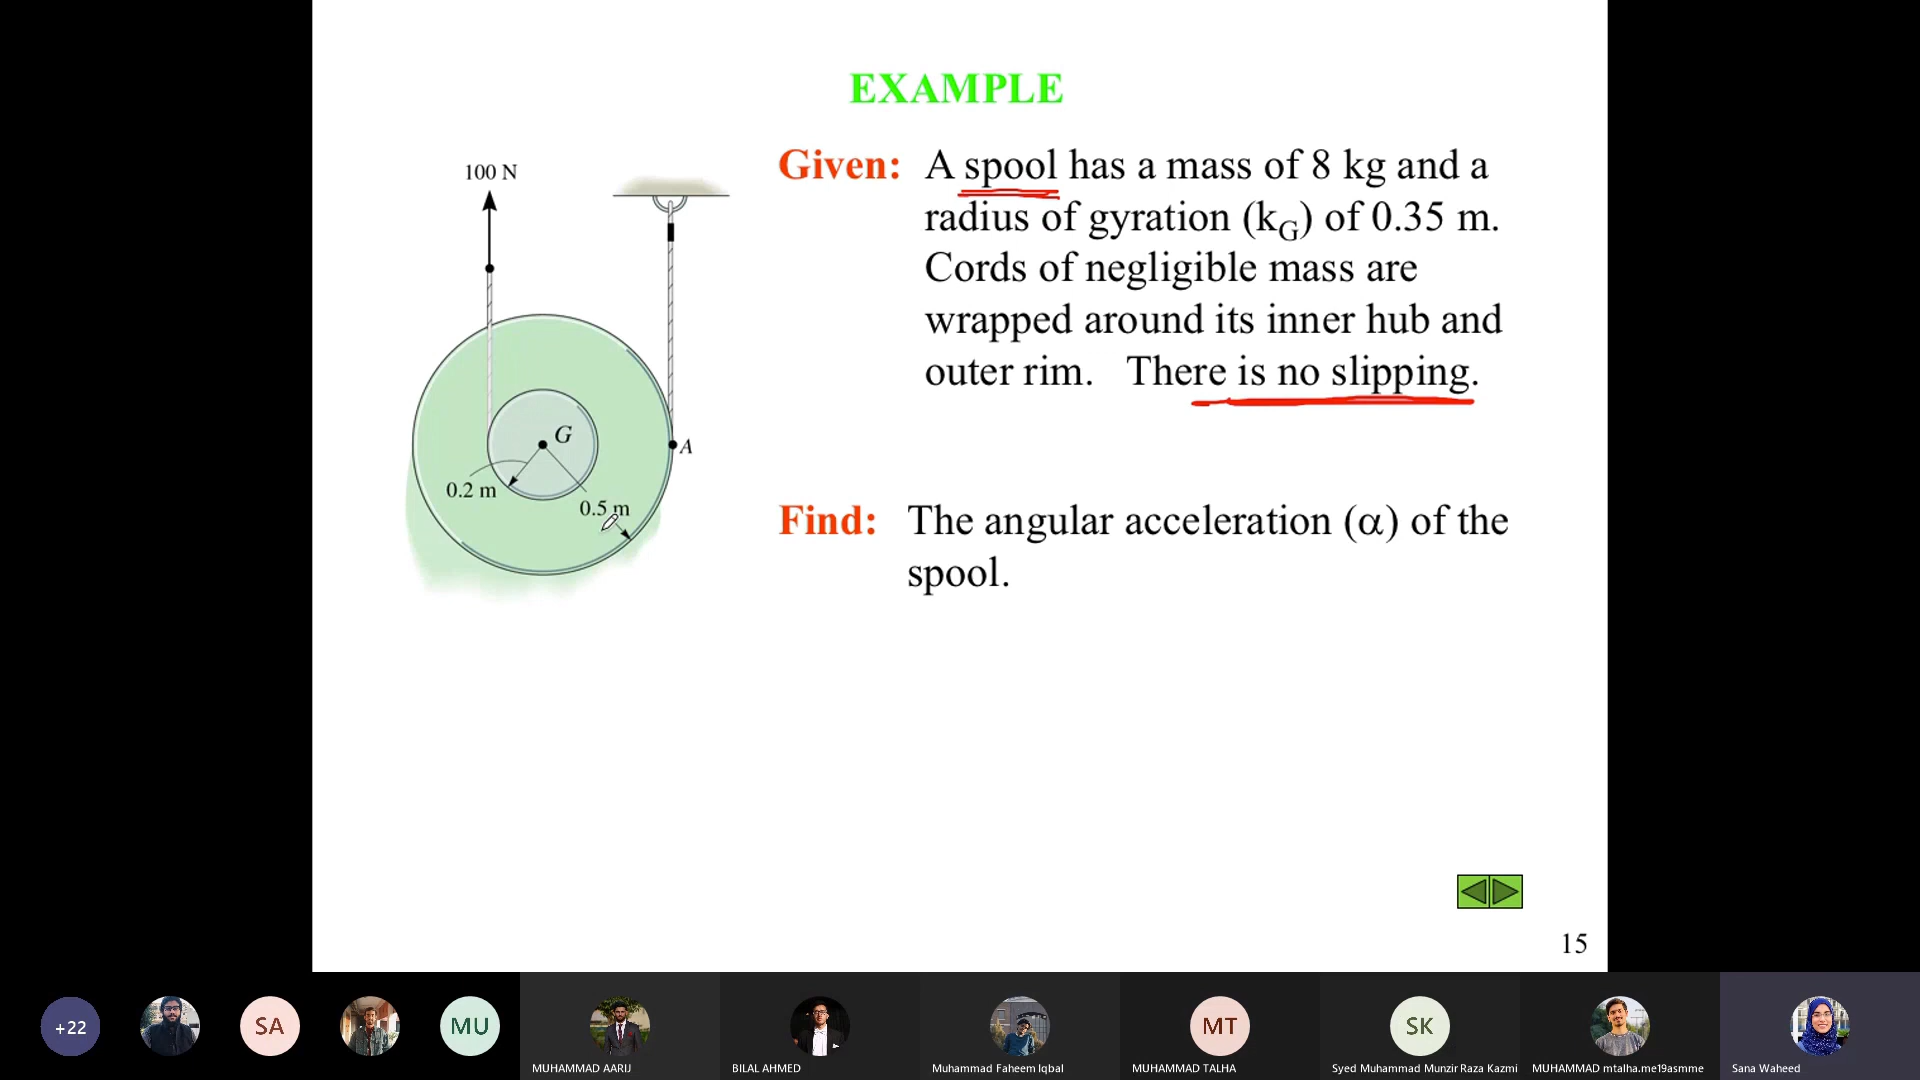 EXAMPLE
Given: A spool has a mass of 8 kg and a
radius of gyration (kG) of 0.35 m.
Cords of negligible mass are
wrapped around its inner hub and
outer rim. There is no slipping.
100 N
G
A
0.2 m
0.5 m
Find: The angular acceleration (α) of the
spool.
15
+22
SA
MU
MT
SK
MUHAMMAD AARIJ
BILAL AHMED
Muhammad Faheem Iqbal
MUHAMMAD TALHA
Syed Muhammad Munzir Raza Kazmi
MUHAMMAD mtalha.me19asmme
Sana Waheed